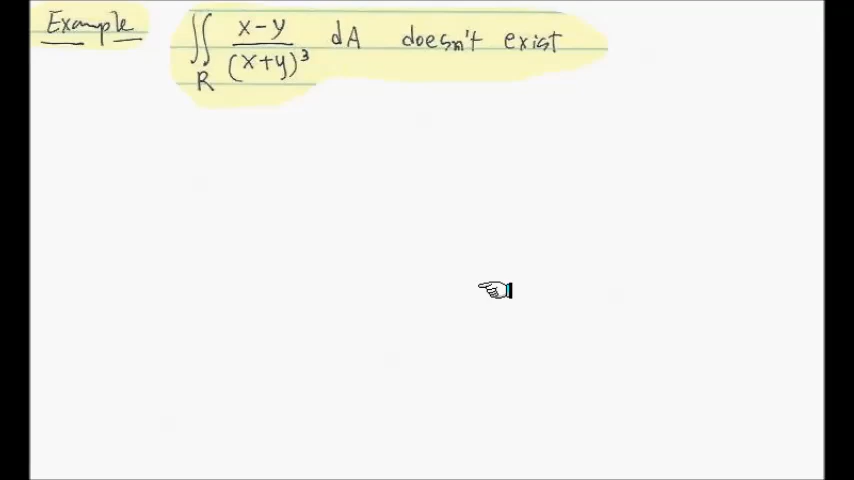 Example ∬_R (x-y)/(x+y)³ dA doesn't exist